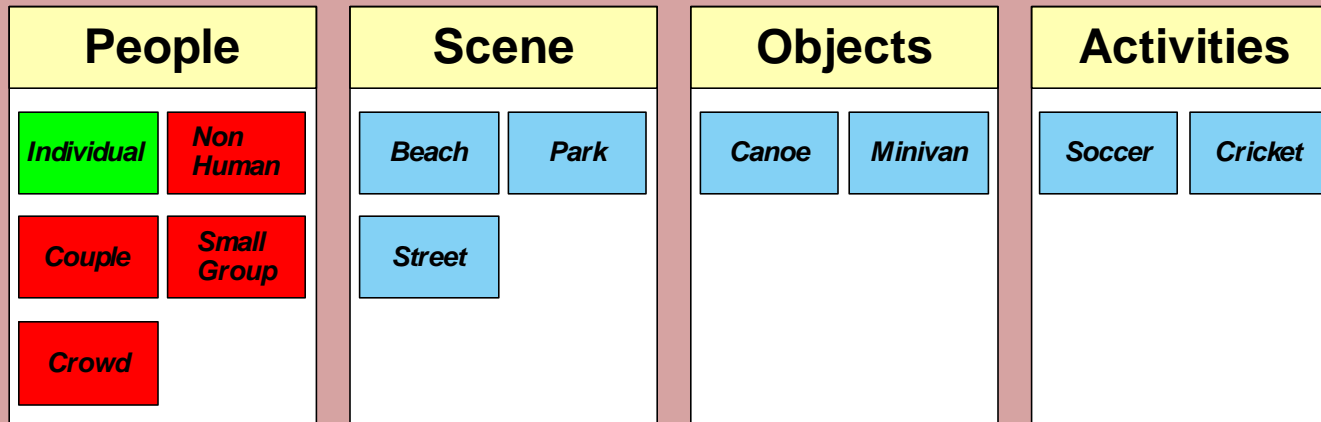 People
Individual
Non
Human
Couple
Small
Group
Crowd
Scene
Beach
Park
Street
Objects
Canoe
Minivan
Activities
Soccer
Cricket